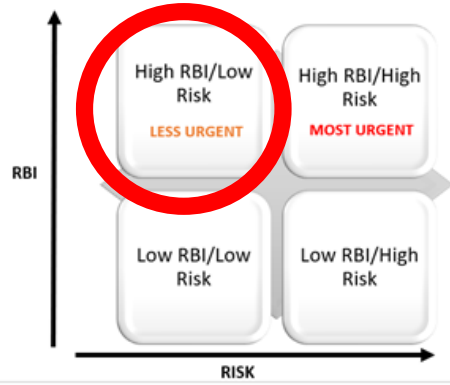 High RBI/Low
Risk
LESS URGENT
High RBI/High
Risk
MOST URGENT
RBI
Low RBI/Low
Risk
Low RBI/High
Risk
RISK